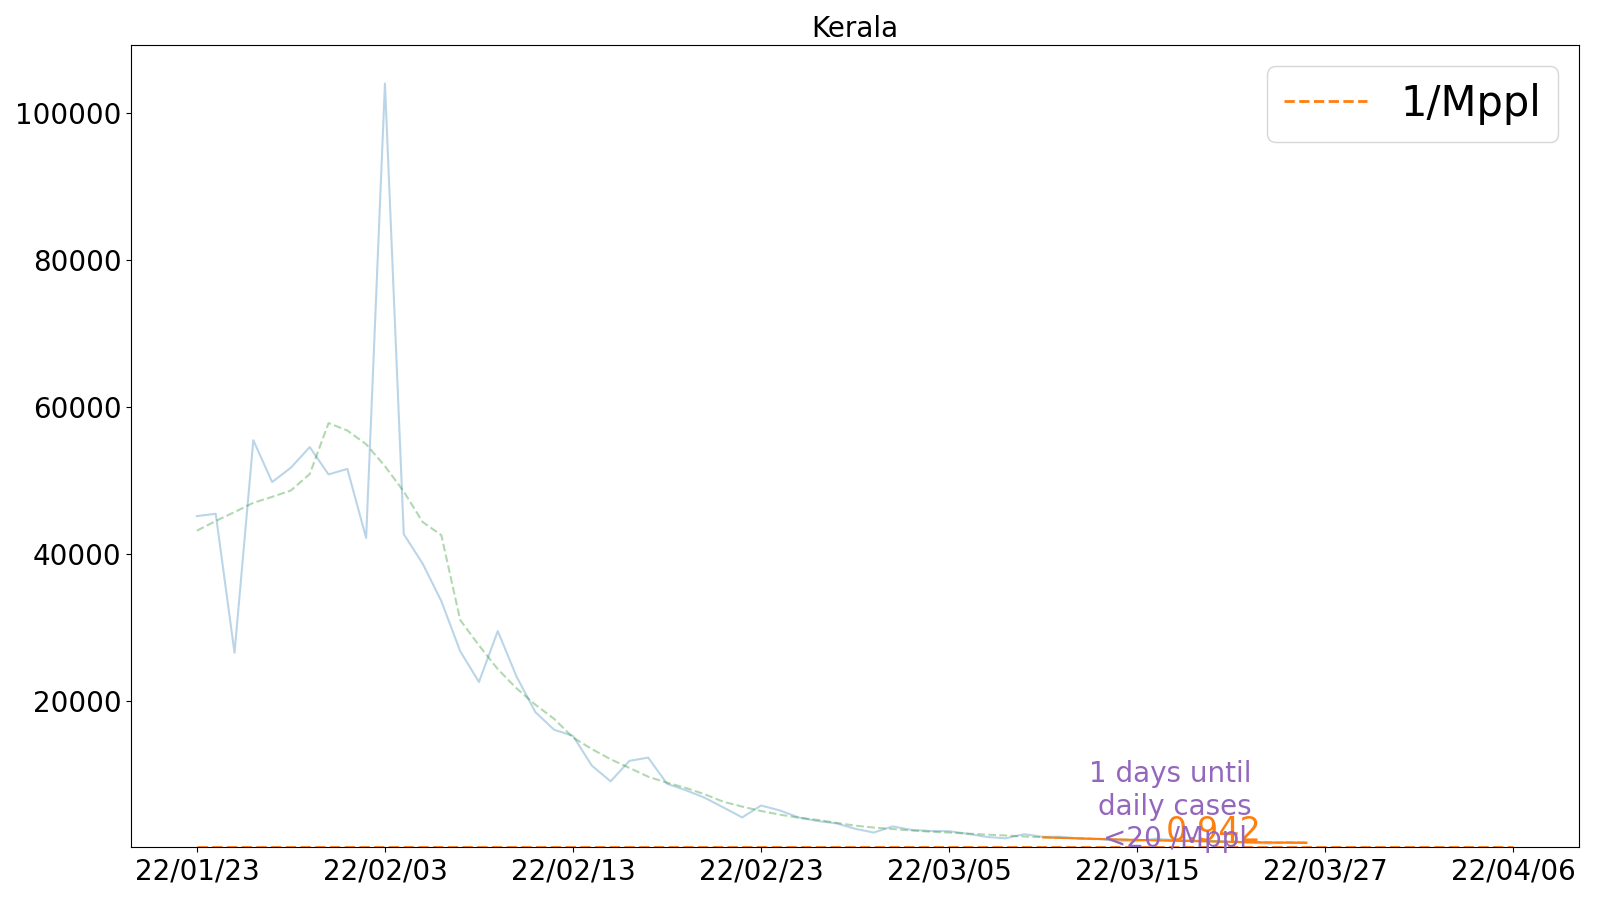 Kerala
1/Mppl
100000
80000
60000
40000
20000
1 days until
daily cases
<20 /Mppl
0.942
22/01/23 22/02/03 22/02/13 22/02/23 22/03/05 22/03/15 22/03/27 22/04/06